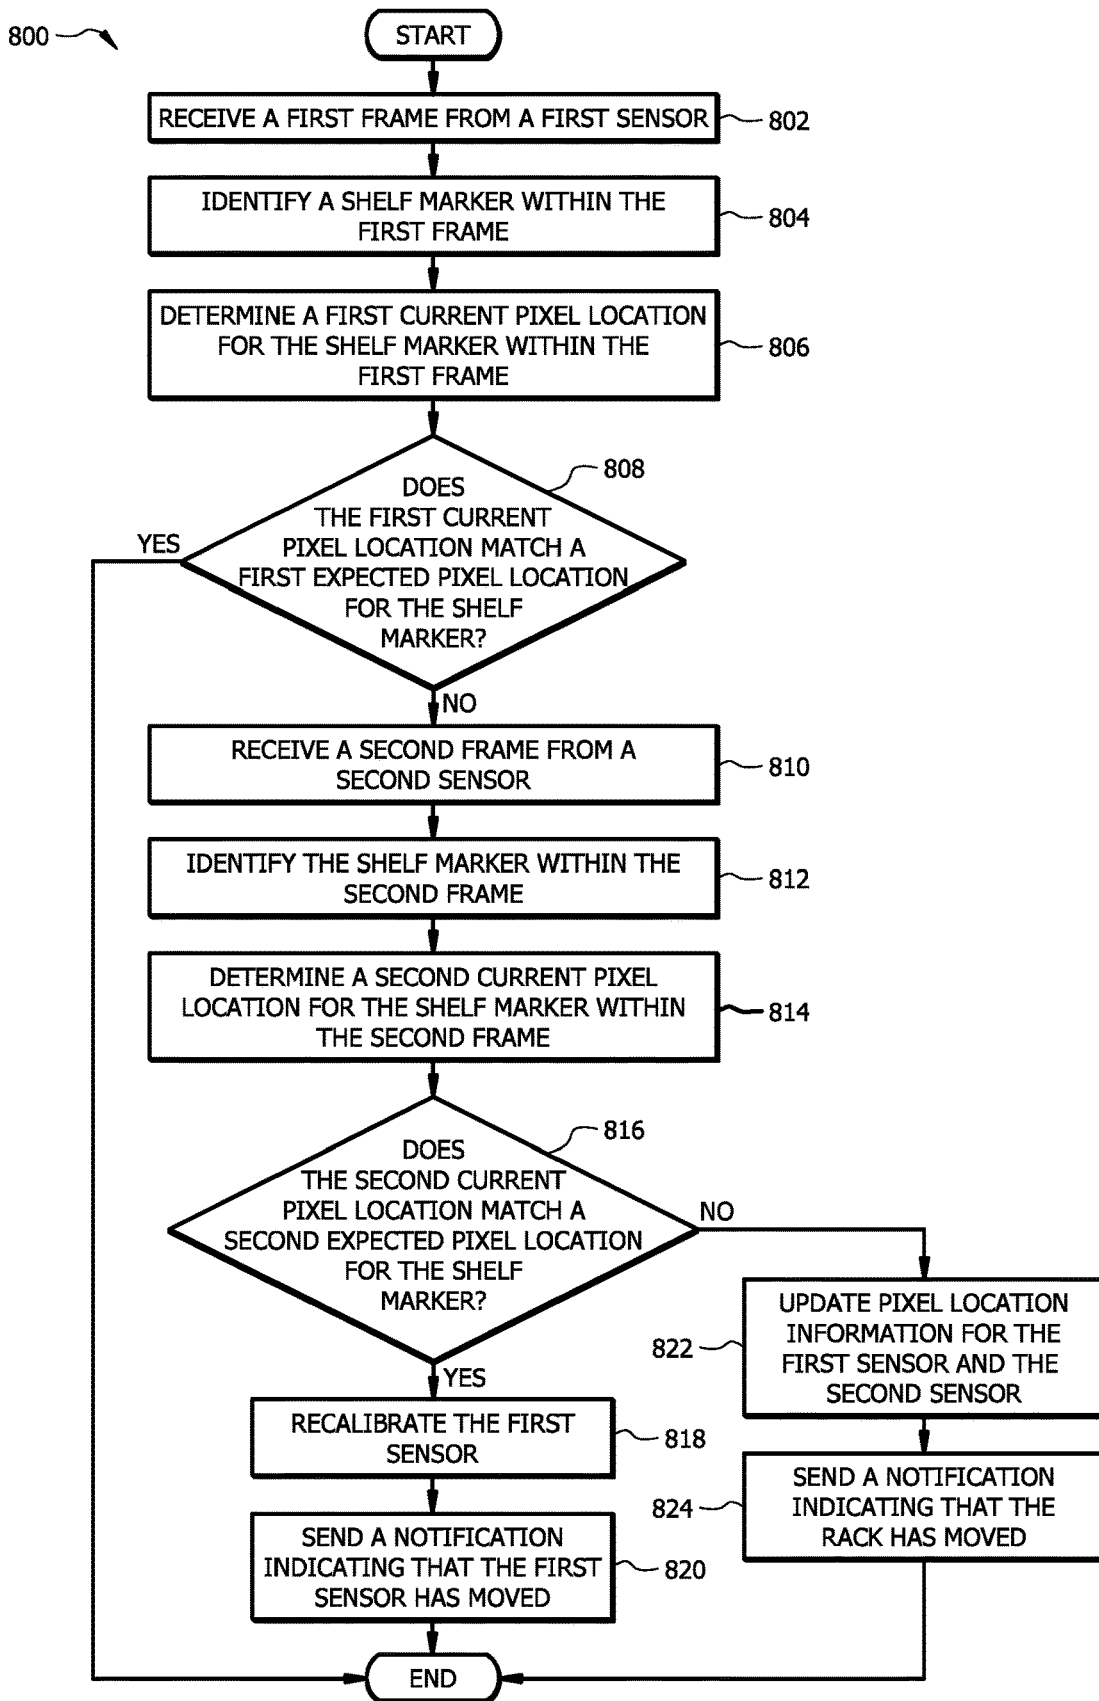 800
START
RECEIVE A FIRST FRAME FROM A FIRST SENSOR
802
IDENTIFY A SHELF MARKER WITHIN THE
FIRST FRAME
804
DETERMINE A FIRST CURRENT PIXEL LOCATION
FOR THE SHELF MARKER WITHIN THE
FIRST FRAME
806
808
DOES
THE FIRST CURRENT
PIXEL LOCATION MATCH A
FIRST EXPECTED PIXEL LOCATION
FOR THE SHELF
MARKER?
YES
NO
RECEIVE A SECOND FRAME FROM A
SECOND SENSOR
810
IDENTIFY THE SHELF MARKER WITHIN THE
SECOND FRAME
812
DETERMINE A SECOND CURRENT PIXEL
LOCATION FOR THE SHELF MARKER WITHIN
THE SECOND FRAME
814
816
DOES
THE SECOND CURRENT
PIXEL LOCATION MATCH A
SECOND EXPECTED PIXEL LOCATION
FOR THE SHELF
MARKER?
NO
YES
RECALIBRATE THE FIRST
SENSOR
818
SEND A NOTIFICATION
INDICATING THAT THE FIRST
SENSOR HAS MOVED
820
UPDATE PIXEL LOCATION
INFORMATION FOR THE
FIRST SENSOR AND THE
SECOND SENSOR
822
SEND A NOTIFICATION
INDICATING THAT THE
RACK HAS MOVED
824
END